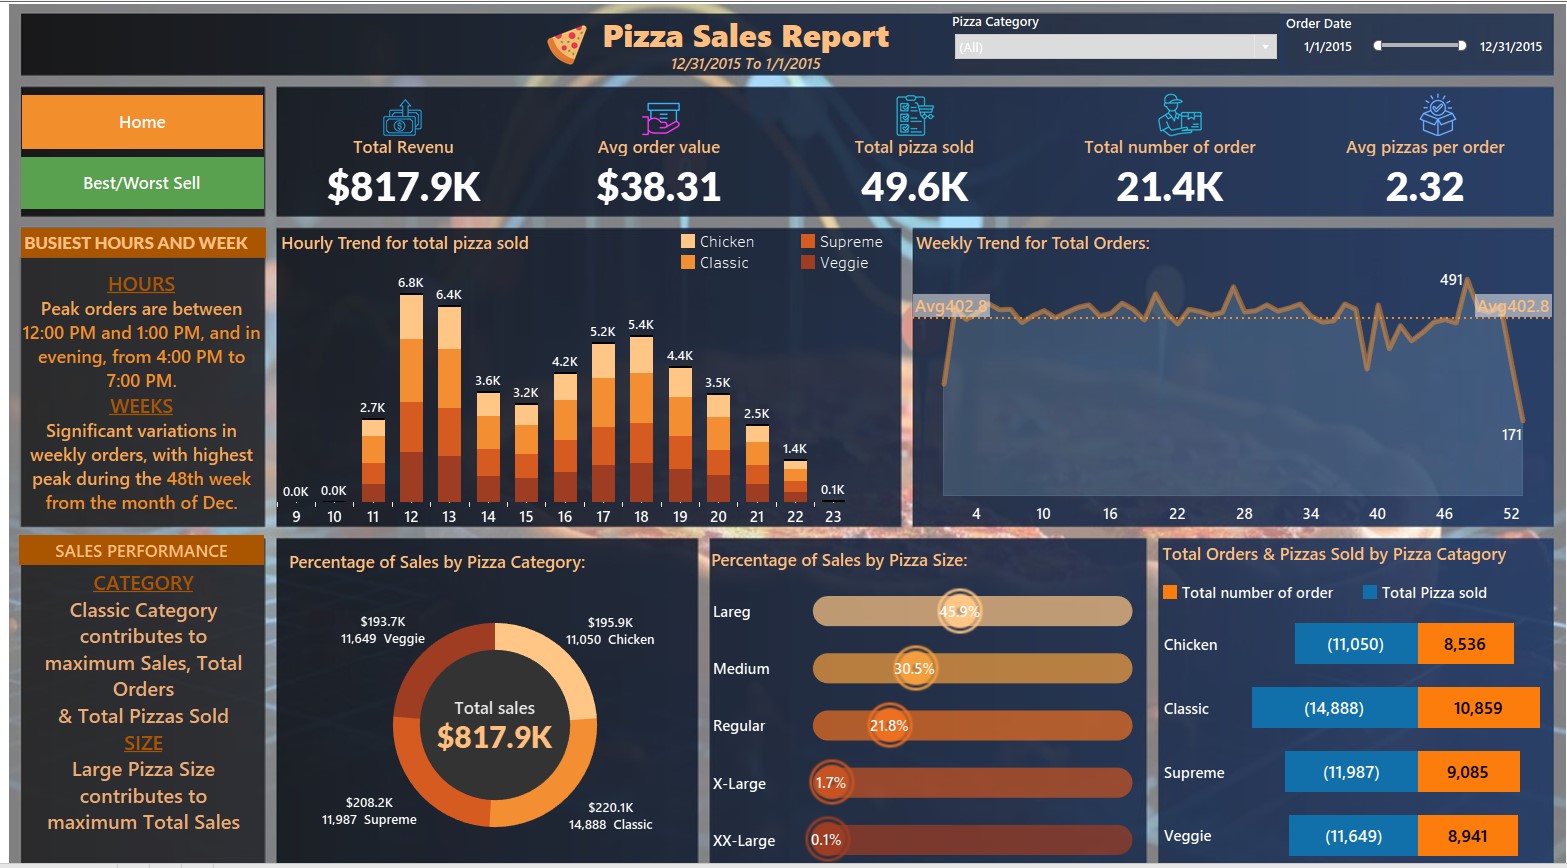 Pizza Sales Report
12/31/2015 To 1/1/2015
Pizza Category
(All)
Order Date
1/1/2015
12/31/2015
Home
Best/Worst Sell
Total Revenu
$817.9K
Avg order value
$38.31
Total pizza sold
49.6K
Total number of order
21.4K
Avg pizzas per order
2.32
BUSIEST HOURS AND WEEK
HOURS
Peak orders are between
12:00 PM and 1:00 PM, and in
evening, from 4:00 PM to
7:00 PM.
WEEKS
Significant variations in
weekly orders, with highest
peak during the 48th week
from the month of Dec.
Hourly Trend for total pizza sold
Chicken
Supreme
Classic
Veggie
0.0K
0.0K
2.7K
6.8K
6.4K
3.6K
3.2K
4.2K
5.2K
5.4K
4.4K
3.5K
2.5K
1.4K
0.1K
9 10 11 12 13 14 15 16 17 18 19 20 21 22 23
Weekly Trend for Total Orders:
Avg402.8
491
Avg402.8
171
4 10 16 22 28 34 40 46 52
SALES PERFORMANCE
CATEGORY
Classic Category
contributes to
maximum Sales, Total
Orders
& Total Pizzas Sold
SIZE
Large Pizza Size
contributes to
maximum Total Sales
Percentage of Sales by Pizza Category:
$193.7K
11,649 Veggie
$195.9K
11,050 Chicken
Total sales
$817.9K
$208.2K
11,987 Supreme
$220.1K
14,888 Classic
Percentage of Sales by Pizza Size:
Lareg 45.9%
Medium 30.5%
Regular 21.8%
X-Large 1.7%
XX-Large 0.1%
Total Orders & Pizzas Sold by Pizza Catagory
Total number of order
Total Pizza sold
Chicken (11,050) 8,536
Classic (14,888) 10,859
Supreme (11,987) 9,085
Veggie (11,649) 8,941